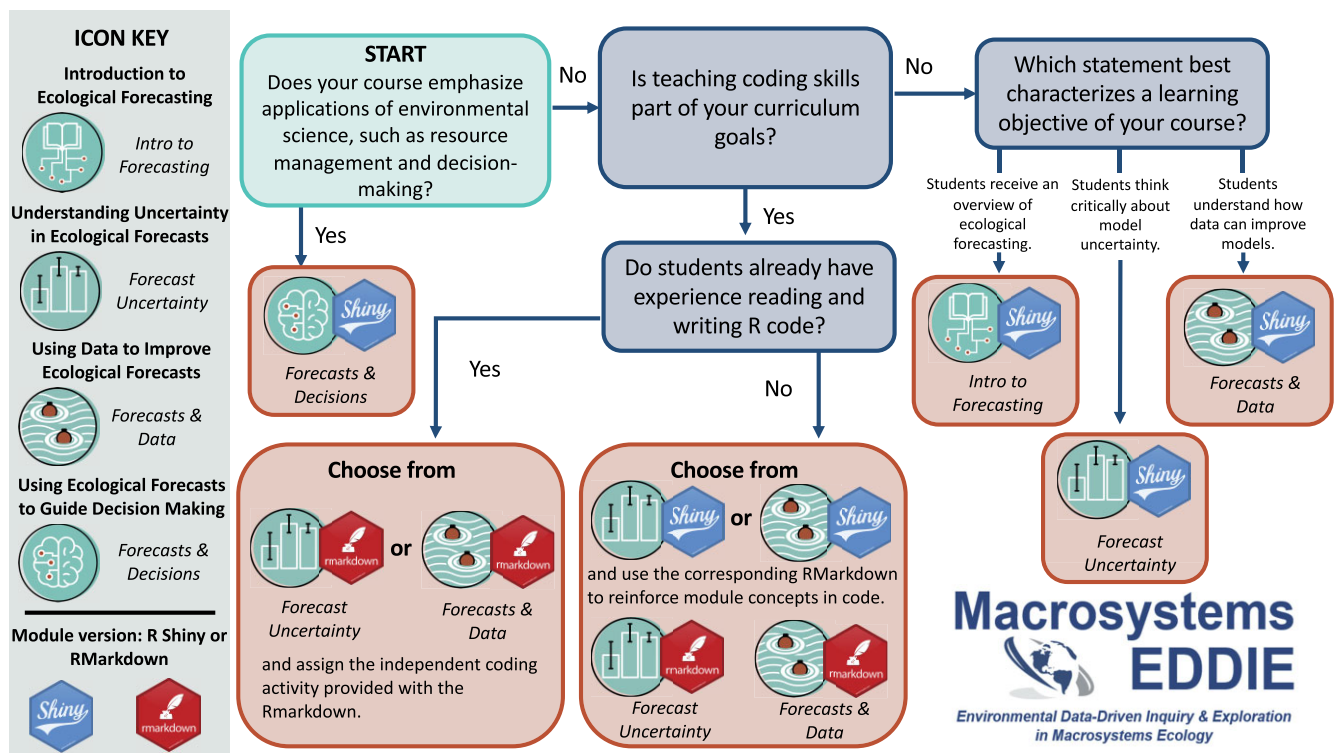 ICON KEY
Introduction to
Ecological Forecasting
Intro to
Forecasting
Understanding Uncertainty
in Ecological Forecasts
Forecast
Uncertainty
Using Data to Improve
Ecological Forecasts
Forecasts &
Data
Using Ecological Forecasts
to Guide Decision Making
Forecasts &
Decisions
Module version: R Shiny or
RMarkdown
Shiny
rmarkdown
START
Does your course emphasize
applications of environmental
science, such as resource
management and decision-
making?
No
Yes
Shiny
Forecasts &
Decisions
Is teaching coding skills
part of your curriculum
goals?
No
Yes
Do students already have
experience reading and
writing R code?
Yes
No
Choose from
rmarkdown
or
rmarkdown
Forecast
Uncertainty
Forecasts &
Data
and assign the independent coding
activity provided with the
Rmarkdown.
Choose from
Shiny
or
Shiny
and use the corresponding RMarkdown
to reinforce module concepts in code.
rmarkdown
rmarkdown
Forecast
Uncertainty
Forecasts &
Data
Which statement best
characterizes a learning
objective of your course?
Students receive an
overview of
ecological
forecasting.
Students think
critically about
model
uncertainty.
Students
understand how
data can improve
models.
Shiny
Intro to
Forecasting
Shiny
Forecasts &
Data
Shiny
Forecast
Uncertainty
Macrosystems
EDDIE
Environmental Data-Driven Inquiry & Exploration
in Macrosystems Ecology